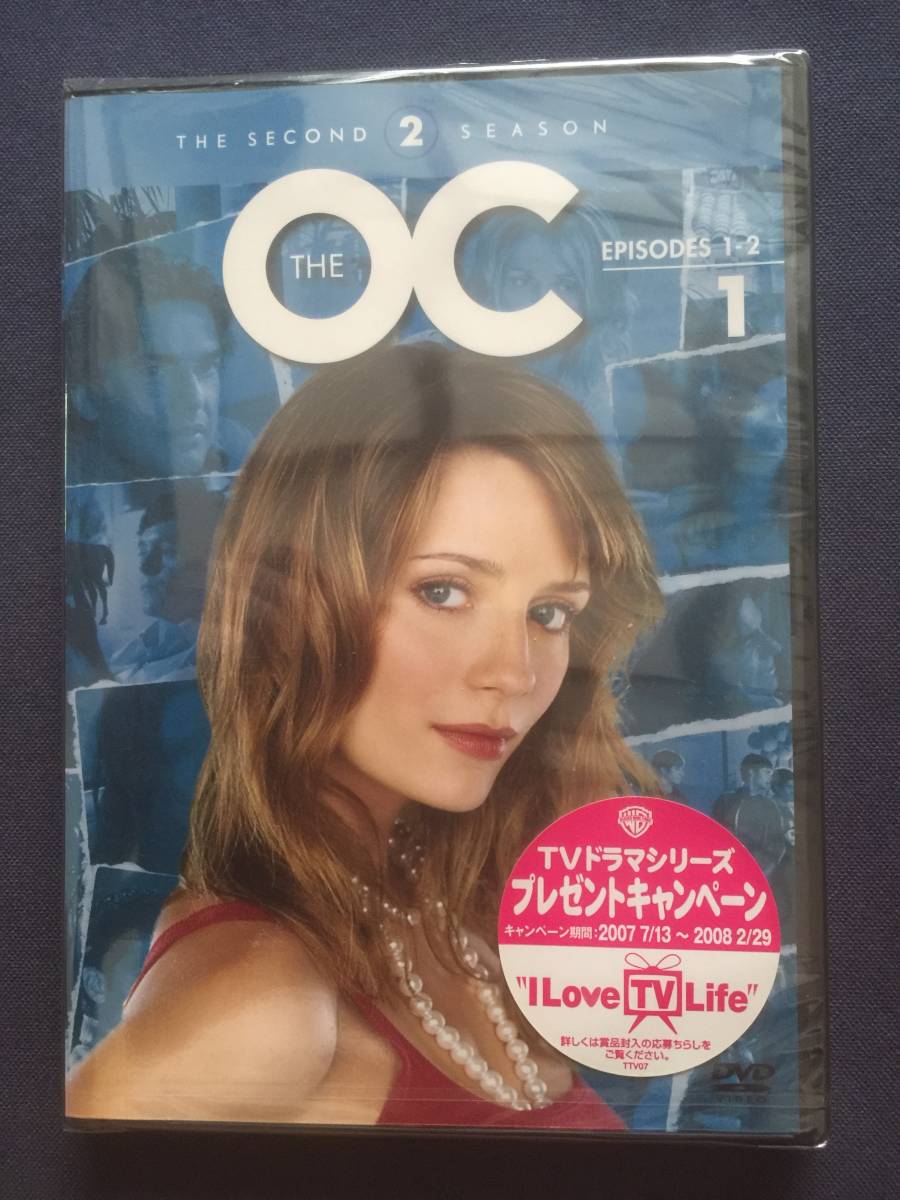 THE SECOND 2 SEASON
THE OC
EPISODES 1-2
1
WB
TVドラマシリーズ
プレゼントキャンペーン
キャンペーン期間:2007 7/13 ~ 2008 2/29
"I Love TV Life"
詳しくは賞品封入の応募ちらしを
ご覧ください。
TTV07
DVD
VIDEO